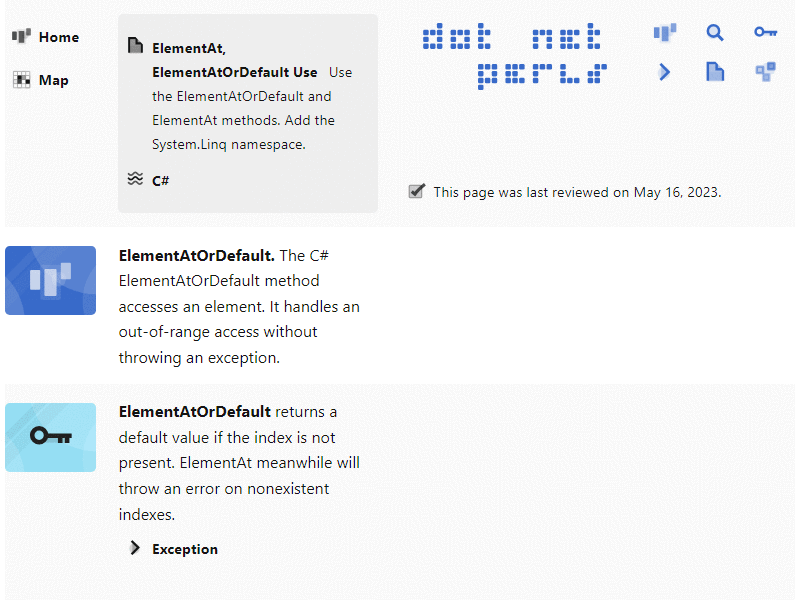 Home
Map
ElementAt,
ElementAtOrDefault Use Use
the ElementAtOrDefault and
ElementAt methods. Add the
System.Linq namespace.
C#
dot net
perls
This page was last reviewed on May 16, 2023.
ElementAtOrDefault. The C#
ElementAtOrDefault method
accesses an element. It handles an
out-of-range access without
throwing an exception.
ElementAtOrDefault returns a
default value if the index is not
present. ElementAt meanwhile will
throw an error on nonexistent
indexes.
Exception